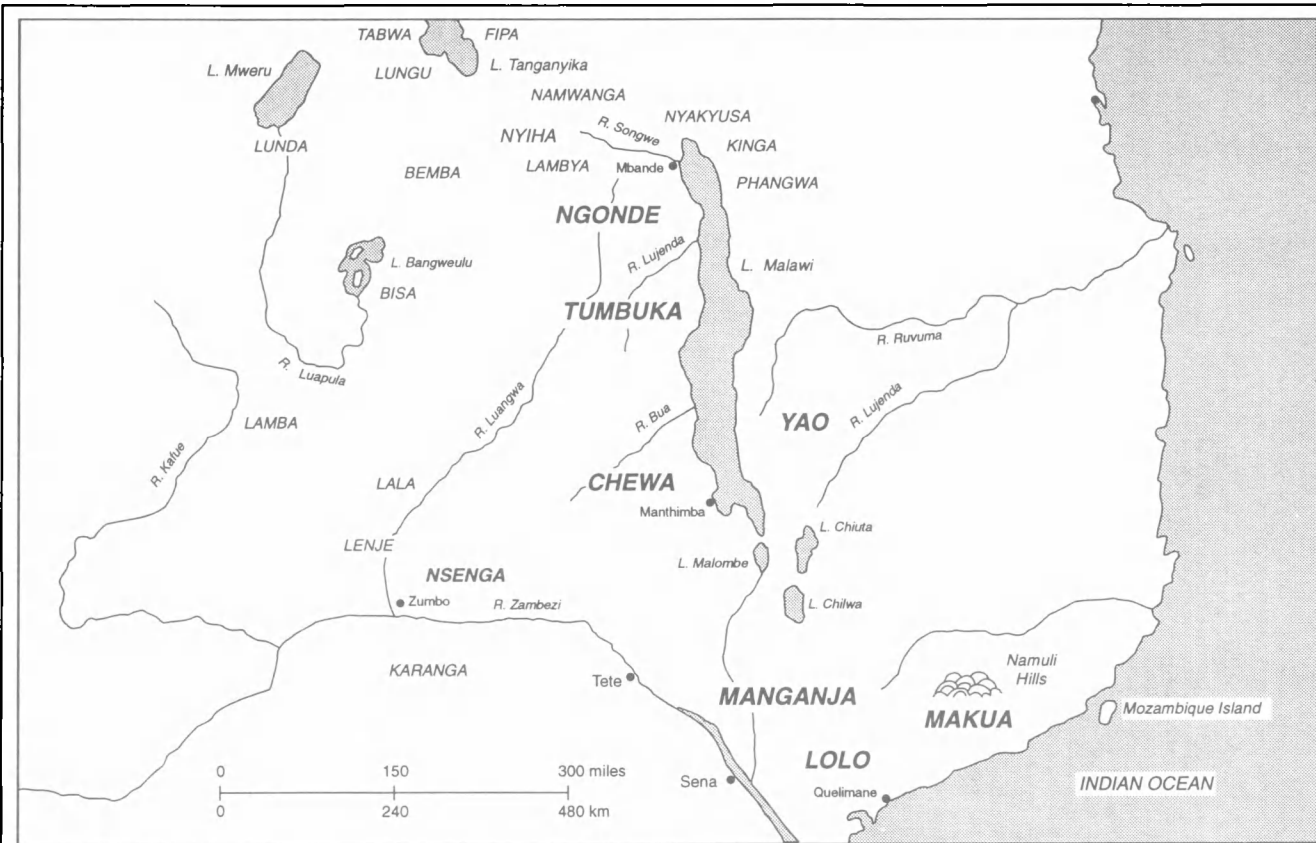 TABWA
FIPA
L. Mweru
LUNGU
L. Tanganyika
NAMWANGA
NYAKYUSA
R. Songwe
NYIHA
KINGA
LUNDA
BEMBA
LAMBYA
Mbande
PHANGWA
NGONDE
R. Lujenda
L. Bangweulu
L. Malawi
BISA
TUMBUKA
R. Ruvuma
R. Luapula
R. Luangwa
R. Lujenda
R. Bua
YAO
LAMBA
R. Kafue
LALA
CHEWA
Manthimba
L. Chiuta
LENJE
L. Malombe
NSENGA
Zumbo
R. Zambezi
L. Chilwa
KARANGA
Namuli
Hills
Tete
MANGANJA
MAKUA
Mozambique Island
LOLO
0 150 300 miles
Sena
INDIAN OCEAN
Quelimane
0 240 480 km